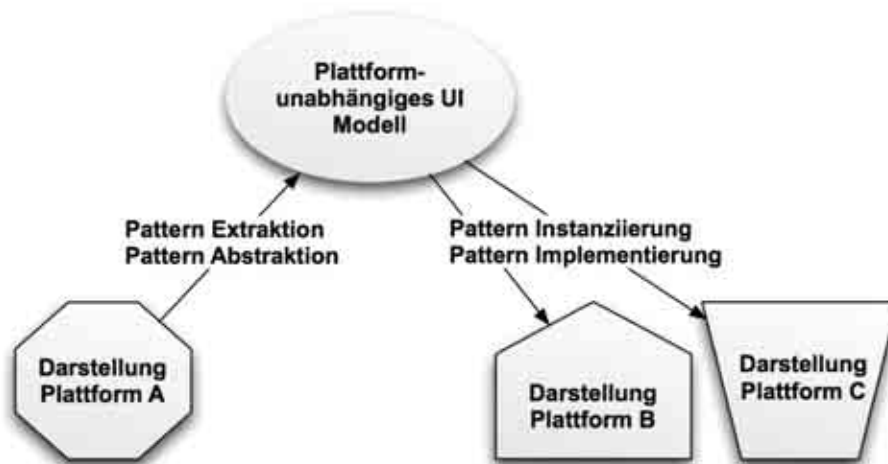 Plattform-
unabhängiges UI
Modell
Pattern Extraktion
Pattern Abstraktion
Pattern Instanziierung
Pattern Implementierung
Darstellung
Plattform A
Darstellung
Plattform B
Darstellung
Plattform C